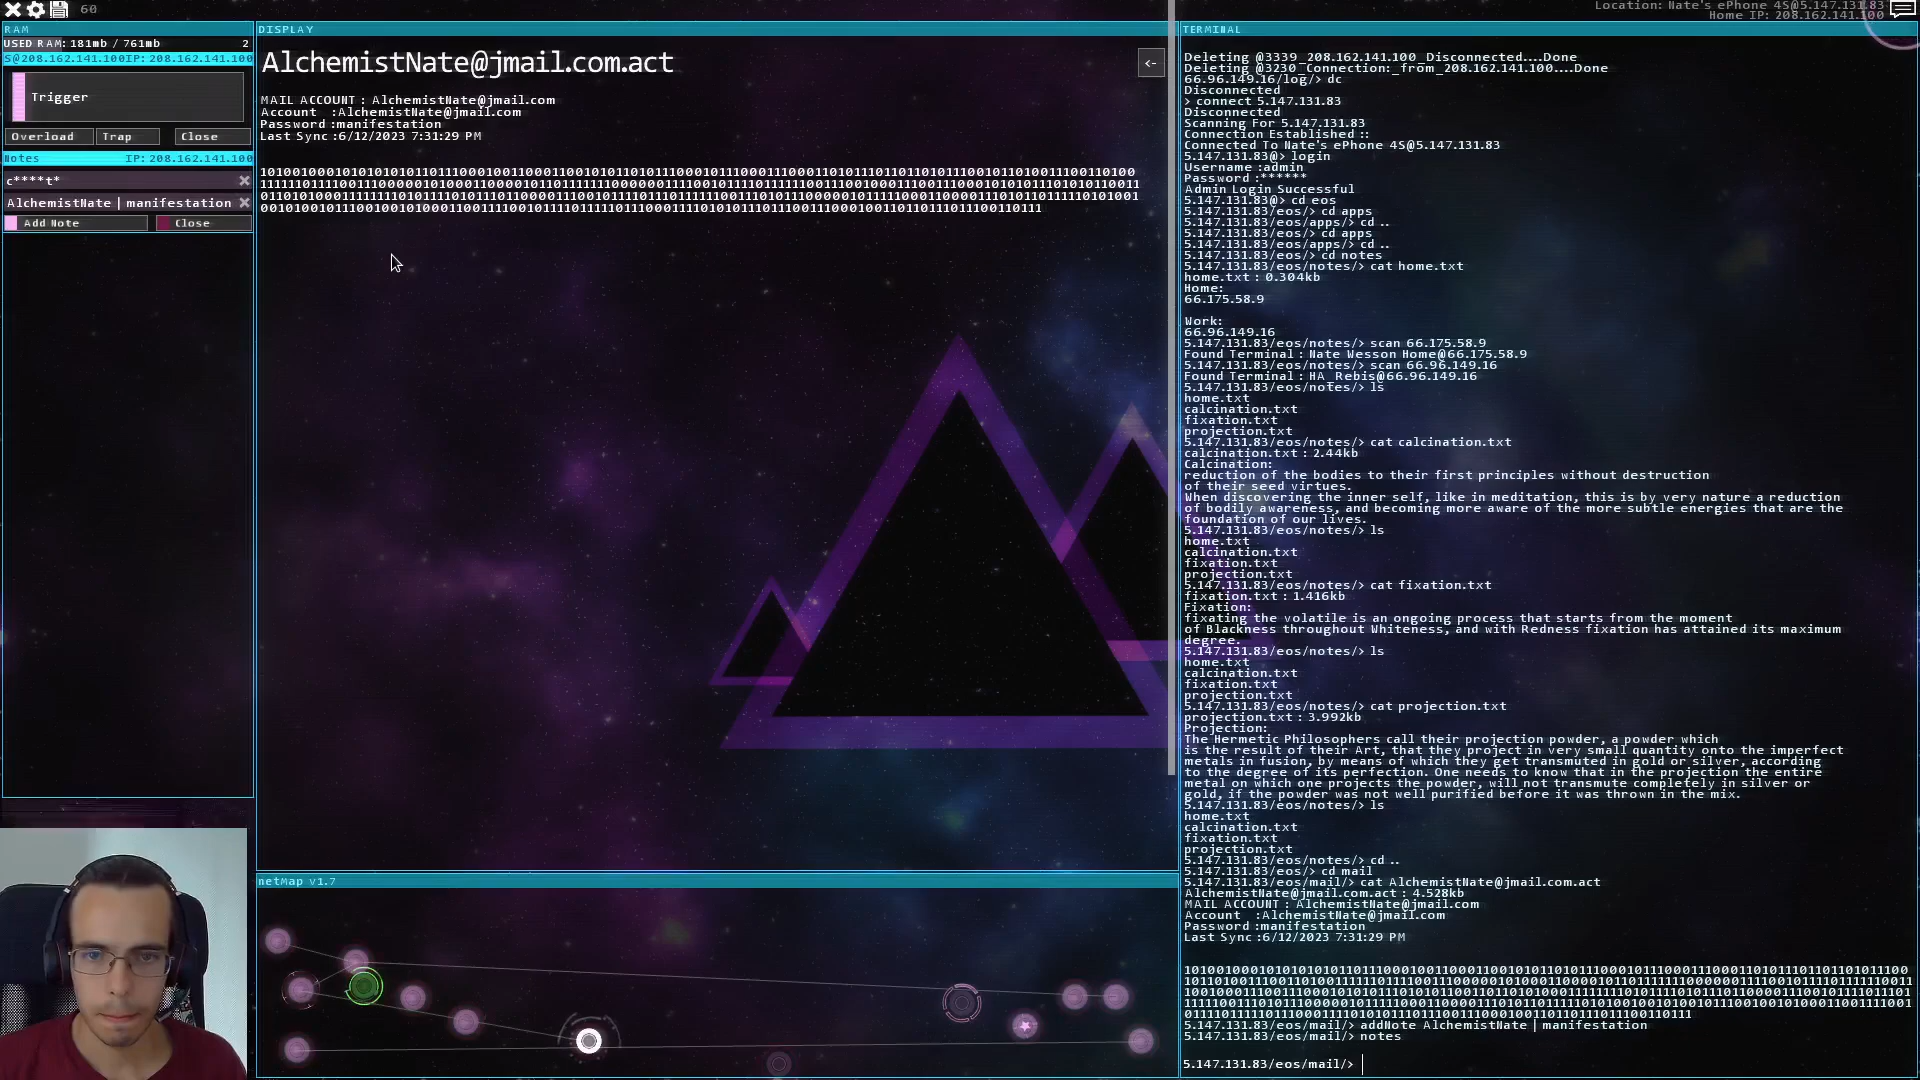 60
Location: Nate's ePhone 4S@5.147.131.83
Home IP: 208.162.141.100
RAM
USED RAM: 181mb / 761mb 2
S@208.162.141.100IP: 208.162.141.100
Trigger
Overload Trap Close
Notes IP: 208.162.141.100
c****t*
AlchemistNate | manifestation
Add Note Close
DISPLAY
AlchemistNate@jmail.com.act
<-
MAIL ACCOUNT : AlchemistNate@jmail.com
Account :AlchemistNate@jmail.com
Password :manifestation
Last Sync :6/12/2023 7:31:29 PM
netMap v1.7
TERMINAL
Deleting @3339_208.162.141.100_Disconnected....Done
Deleting @3230_Connection:_from_208.162.141.100....Done
66.96.149.16/log/> dc
Disconnected
> connect 5.147.131.83
Disconnected
Scanning For 5.147.131.83
Connection Established ::
Connected To Nate's ePhone 4S@5.147.131.83
5.147.131.83@> login
Username :admin
Password :******
Admin Login Successful
5.147.131.83@> cd eos
5.147.131.83/eos/> cd apps
5.147.131.83/eos/apps/> cd ..
5.147.131.83/eos/> cd apps
5.147.131.83/eos/apps/> cd ..
5.147.131.83/eos/> cd notes
5.147.131.83/eos/notes/> cat home.txt
home.txt : 0.304kb
Home:
66.175.58.9
Work:
66.96.149.16
5.147.131.83/eos/notes/> scan 66.175.58.9
Found Terminal : Nate Wesson Home@66.175.58.9
5.147.131.83/eos/notes/> scan 66.96.149.16
Found Terminal : HA_Rebis@66.96.149.16
5.147.131.83/eos/notes/> ls
home.txt
calcination.txt
fixation.txt
projection.txt
5.147.131.83/eos/notes/> cat calcination.txt
calcination.txt : 2.44kb
Calcination:
reduction of the bodies to their first principles without destruction
of their seed virtues.
When discovering the inner self, like in meditation, this is by very nature a reduction
of bodily awareness, and becoming more aware of the more subtle energies that are the
foundation of our lives.
5.147.131.83/eos/notes/> ls
home.txt
calcination.txt
fixation.txt
projection.txt
5.147.131.83/eos/notes/> cat fixation.txt
fixation.txt : 1.416kb
Fixation:
fixating the volatile is an ongoing process that starts from the moment
of Blackness throughout Whiteness, and with Redness fixation has attained its maximum
degree.
5.147.131.83/eos/notes/> ls
home.txt
calcination.txt
fixation.txt
projection.txt
5.147.131.83/eos/notes/> cat projection.txt
projection.txt : 3.992kb
Projection:
The Hermetic Philosophers call their projection powder, a powder which
is the result of their Art, that they project in very small quantity onto the imperfect
metals in fusion, by means of which they get transmuted in gold or silver, according
to the degree of its perfection. One needs to know that in the projection the entire
metal on which one projects the powder, will not transmute completely in silver or
gold, if the powder was not well purified before it was thrown in the mix.
5.147.131.83/eos/notes/> ls
home.txt
calcination.txt
fixation.txt
projection.txt
5.147.131.83/eos/notes/> cd ..
5.147.131.83/eos/> cd mail
5.147.131.83/eos/mail/> cat AlchemistNate@jmail.com.act
AlchemistNate@jmail.com.act : 4.528kb
MAIL ACCOUNT : AlchemistNate@jmail.com
Account :AlchemistNate@jmail.com
Password :manifestation
Last Sync :6/12/2023 7:31:29 PM
5.147.131.83/eos/mail/> addNote AlchemistNate | manifestation
5.147.131.83/eos/mail/> notes
5.147.131.83/eos/mail/>